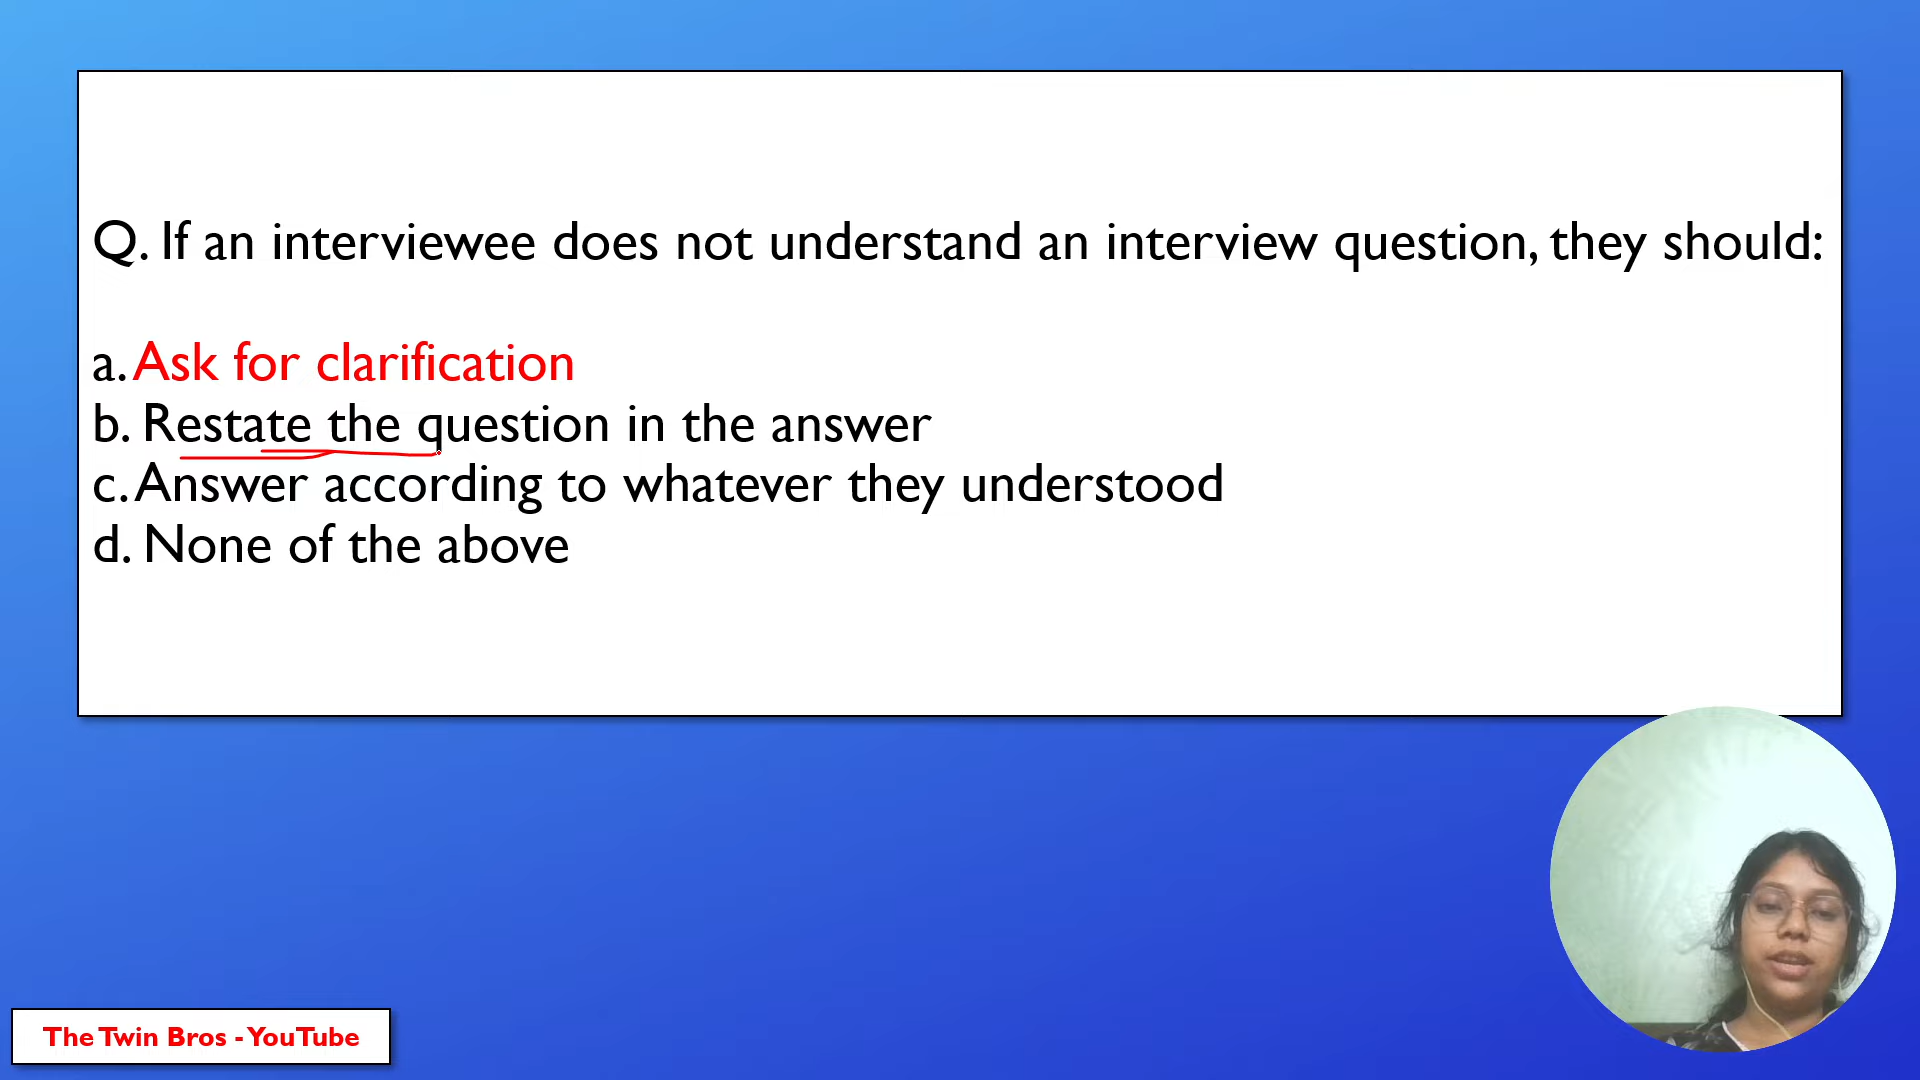 Q. If an interviewee does not understand an interview question, they should:
a. Ask for clarification
b. Restate the question in the answer
c. Answer according to whatever they understood
d. None of the above
The Twin Bros - YouTube